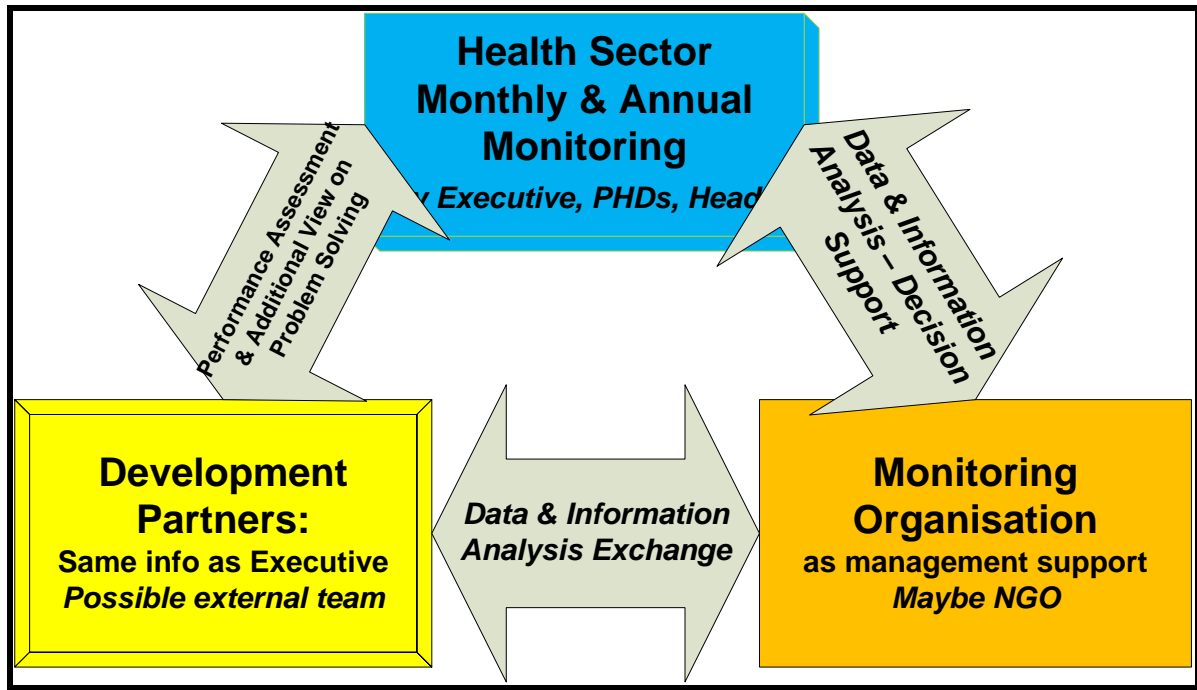 Health Sector
Monthly & Annual
Monitoring
Executive, PHDs, Head
Performance Assessment
& Additional View on
Problem Solving
Data & Information
Analysis – Decision
Support
Development
Partners:
Same info as Executive
Possible external team
Data & Information
Analysis Exchange
Monitoring
Organisation
as management support
Maybe NGO